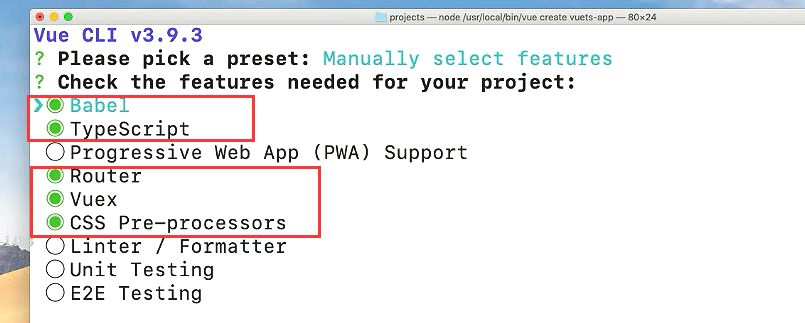 projects — node /usr/local/bin/vue create vuets-app — 80×24
Vue CLI v3.9.3
? Please pick a preset: Manually select features
? Check the features needed for your project:
❯◉ Babel
◉ TypeScript
◯ Progressive Web App (PWA) Support
◉ Router
◉ Vuex
◉ CSS Pre-processors
◯ Linter / Formatter
◯ Unit Testing
◯ E2E Testing